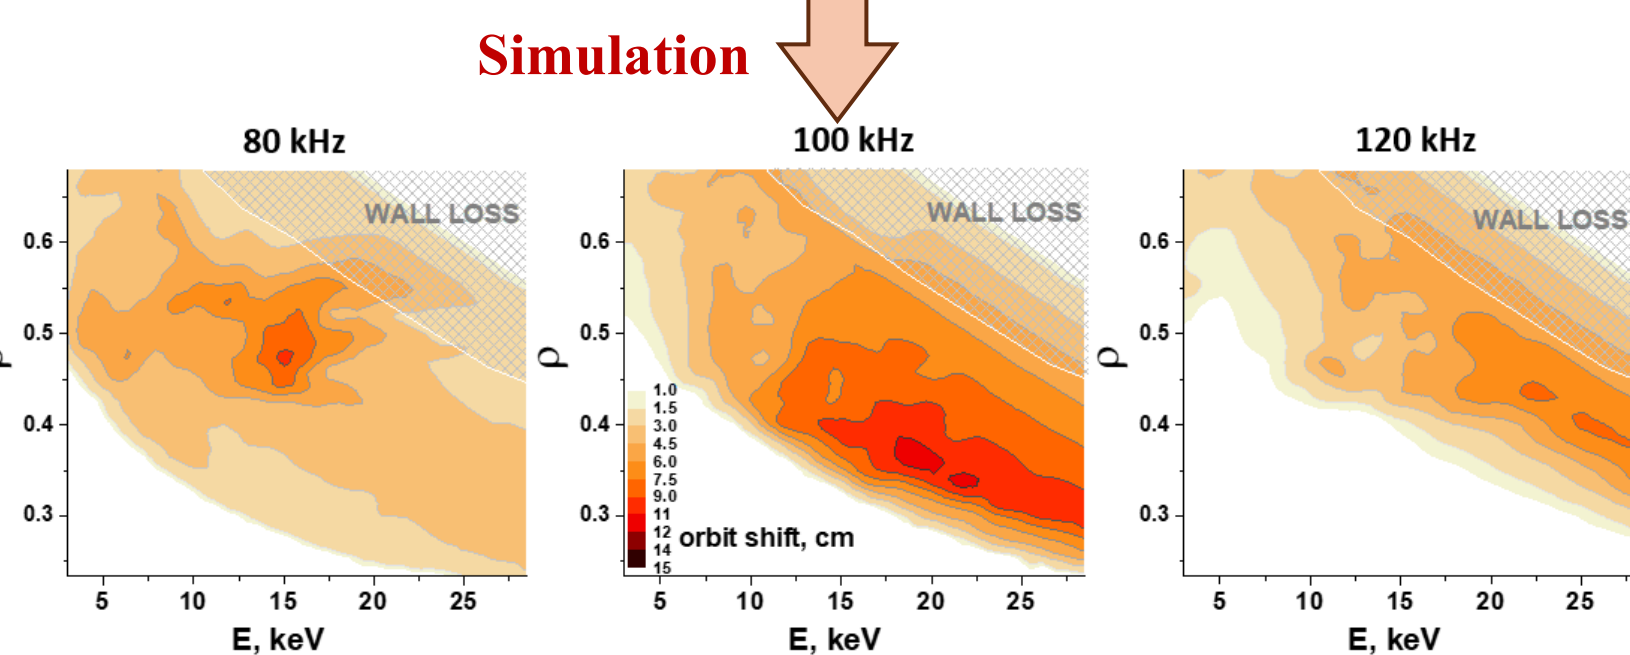 Simulation
80 kHz
100 kHz
120 kHz
WALL LOSS
WALL LOSS
WALL LOSS
0.6
0.5
0.4
0.3
ρ
0.6
0.5
0.4
0.3
ρ
0.6
0.5
0.4
0.3
1.0
1.5
3.0
4.5
6.0
7.5
9.0
11
12
14
15
orbit shift, cm
5 10 15 20 25
5 10 15 20 25
5 10 15 20 25
E, keV
E, keV
E, keV